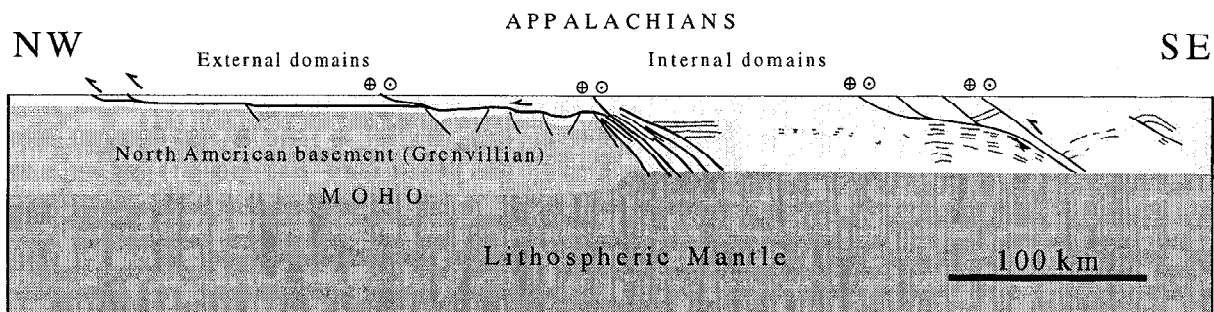 APPALACHIANS
NW
SE
External domains
Internal domains
North American basement (Grenvillian)
MOHO
Lithospheric Mantle
100 km